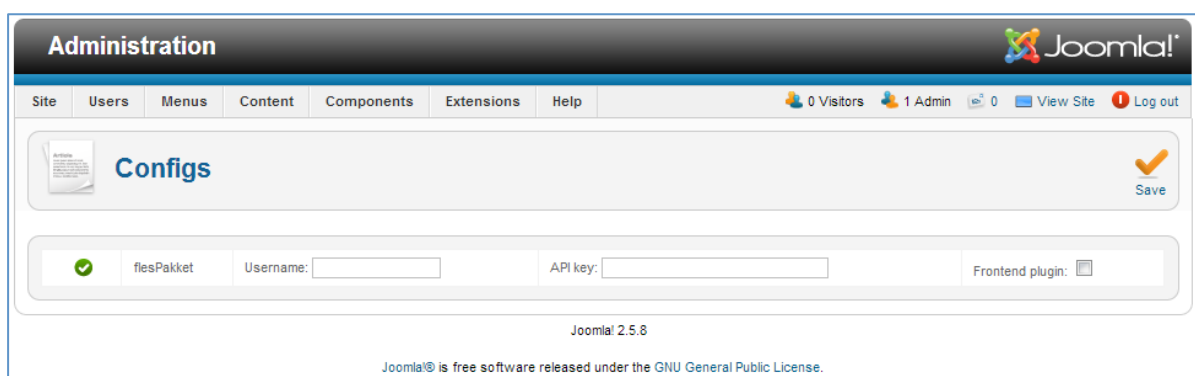 Administration
Joomla!
Site Users Menus Content Components Extensions Help 0 Visitors 1 Admin 0 View Site Log out
Configs
Save
flesPakket Username: API key: Frontend plugin:
Joomla! 2.5.8
Joomla!® is free software released under the GNU General Public License.